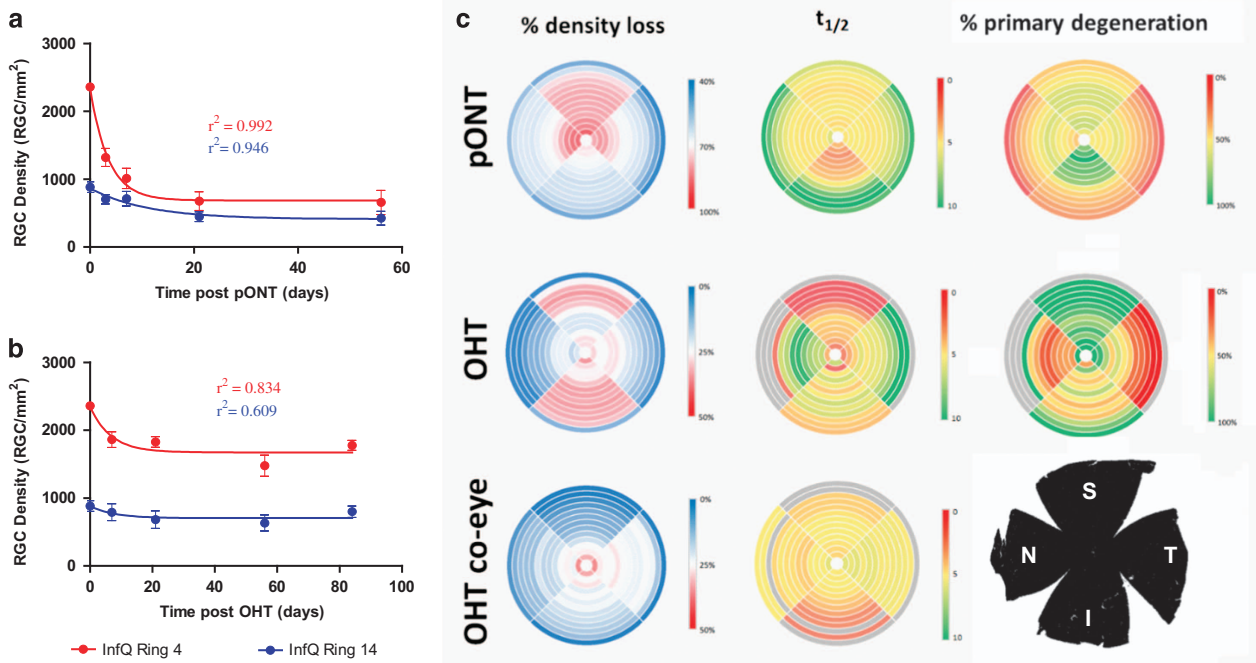 a
RGC Density (RGC/mm²)
3000
2000
1000
0
r² = 0.992
r²= 0.946
0 20 40 60
Time post pONT (days)
b
RGC Density (RGC/mm²)
3000
2000
1000
0
r² = 0.834
r²= 0.609
0 20 40 60 80 100
Time post OHT (days)
InfQ Ring 4 InfQ Ring 14
c
% density loss t1/2 % primary degeneration
pONT
40%
70%
100%
0
5
10
0%
50%
100%
OHT
0%
25%
50%
0
5
10
0%
50%
100%
OHT co-eye
0%
25%
50%
0
5
10
S
N T
I